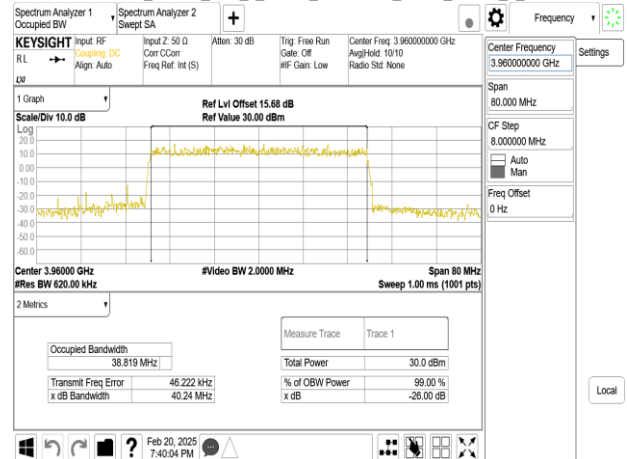 Spectrum Analyzer 1
Occupied BW
Spectrum Analyzer 2
Swept SA
+
Frequency
KEYSIGHT
RL
LXI
Input: RF
Coupling: DC
Align: Auto
Input Z: 50 Ω
Corr CCorr
Freq Ref: Int (S)
Atten: 30 dB
Trig: Free Run
Gate: Off
#IF Gain: Low
Center Freq: 3.960000000 GHz
Avg|Hold: 10/10
Radio Std: None
Center Frequency
3.960000000 GHz
Settings
Span
80.000 MHz
CF Step
8.000000 MHz
Auto
Man
Freq Offset
0 Hz
Local
1 Graph
Scale/Div 10.0 dB
Ref Lvl Offset 15.68 dB
Ref Value 30.00 dBm
Log
20.0
10.0
0.00
-10.0
-20.0
-30.0
-40.0
-50.0
-60.0
Center 3.96000 GHz
#Video BW 2.0000 MHz
Span 80 MHz
#Res BW 620.00 kHz
Sweep 1.00 ms (1001 pts)
2 Metrics
Measure Trace Trace 1
Occupied Bandwidth
38.819 MHz
Total Power 30.0 dBm
Transmit Freq Error 46.222 kHz
% of OBW Power 99.00 %
x dB Bandwidth 40.24 MHz
x dB -26.00 dB
?
Feb 20, 2025
7:40:04 PM